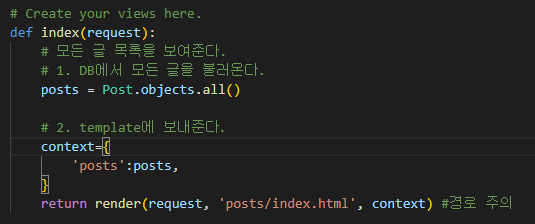 # Create your views here.
def index(request):
# 모든 글 목록을 보여준다.
# 1. DB에서 모든 글을 불러온다.
posts = Post.objects.all()
# 2. template에 보내준다.
context={
'posts':posts,
}
return render(request, 'posts/index.html', context) #경로 주의